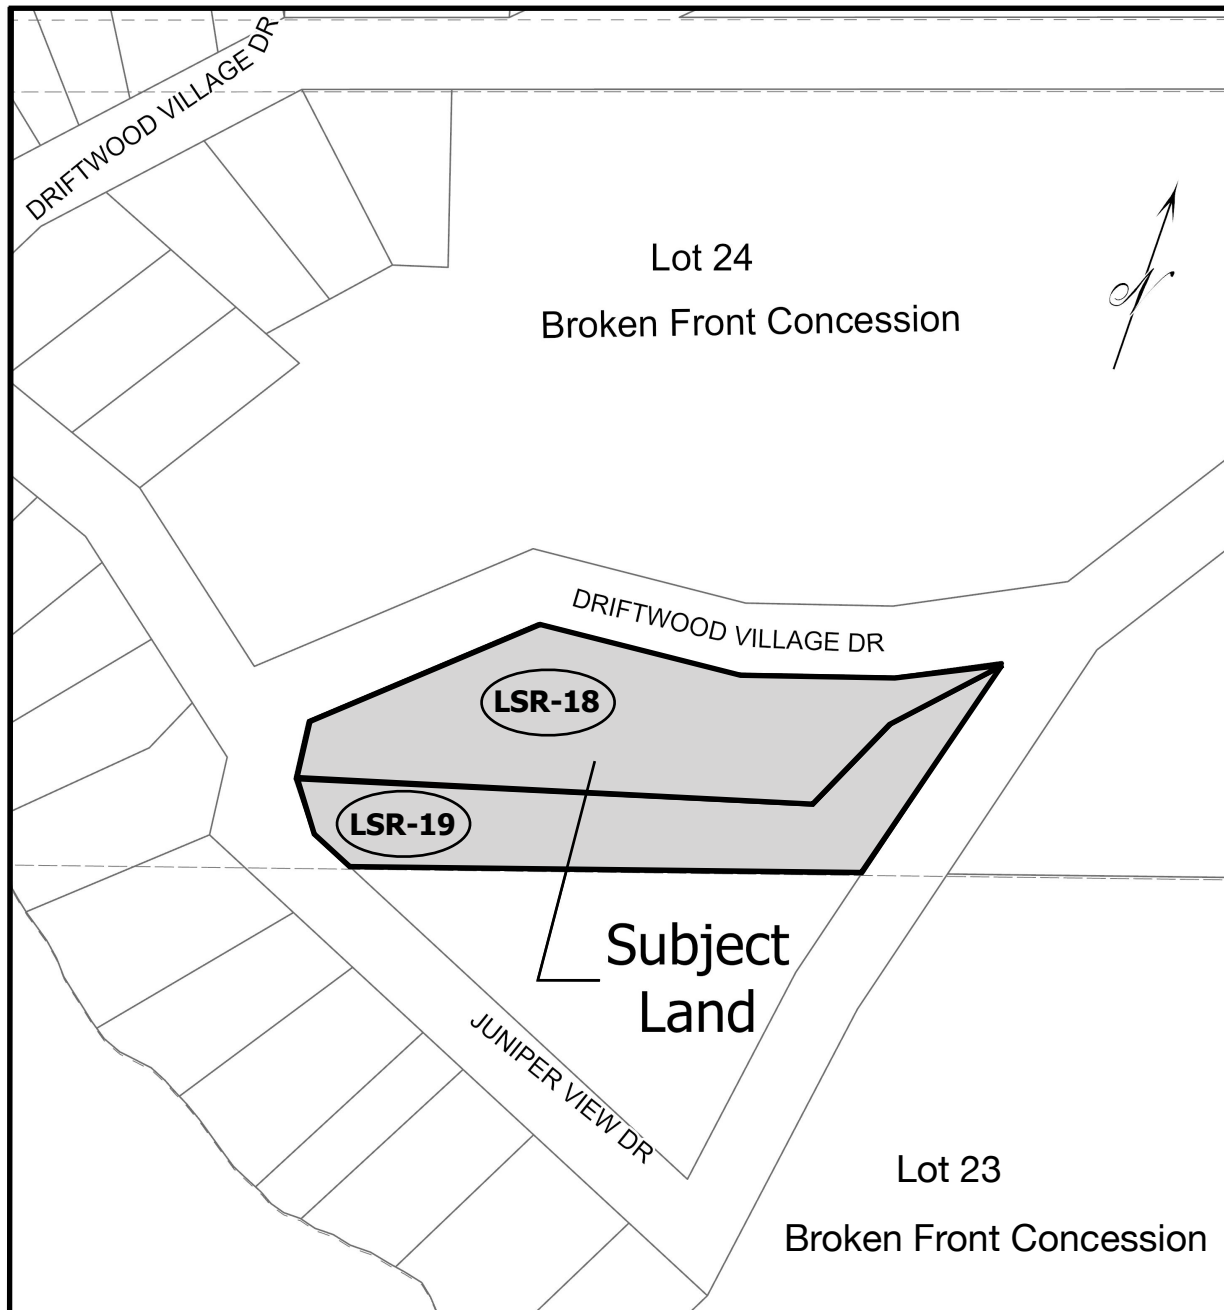 DRIFTWOOD VILLAGE DR
Lot 24
N
Broken Front Concession
DRIFTWOOD VILLAGE DR
LSR-18
LSR-19
Subject
Land
JUNIPER VIEW DR
Lot 23
Broken Front Concession